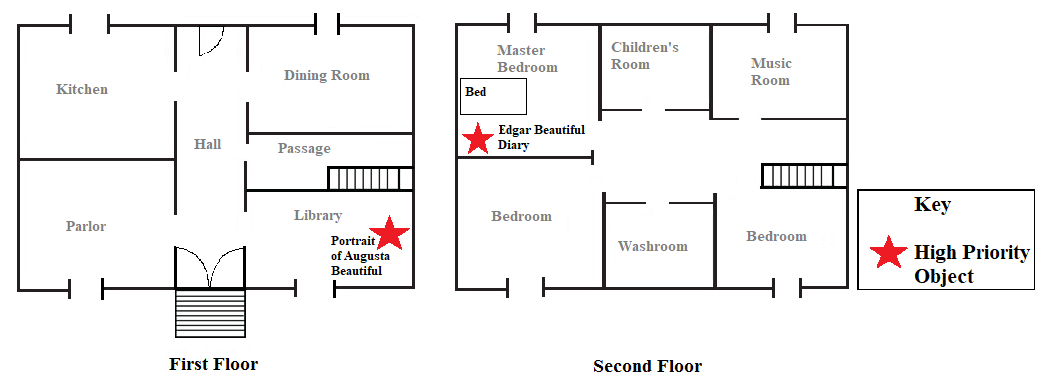 Kitchen
Dining Room
Hall
Passage
Parlor
Library
Portrait
of Augusta
Beautiful
First Floor
Master
Bedroom
Children's
Room
Music
Room
Bed
Edgar Beautiful
Diary
Bedroom
Washroom
Bedroom
Second Floor
Key
High Priority
Object